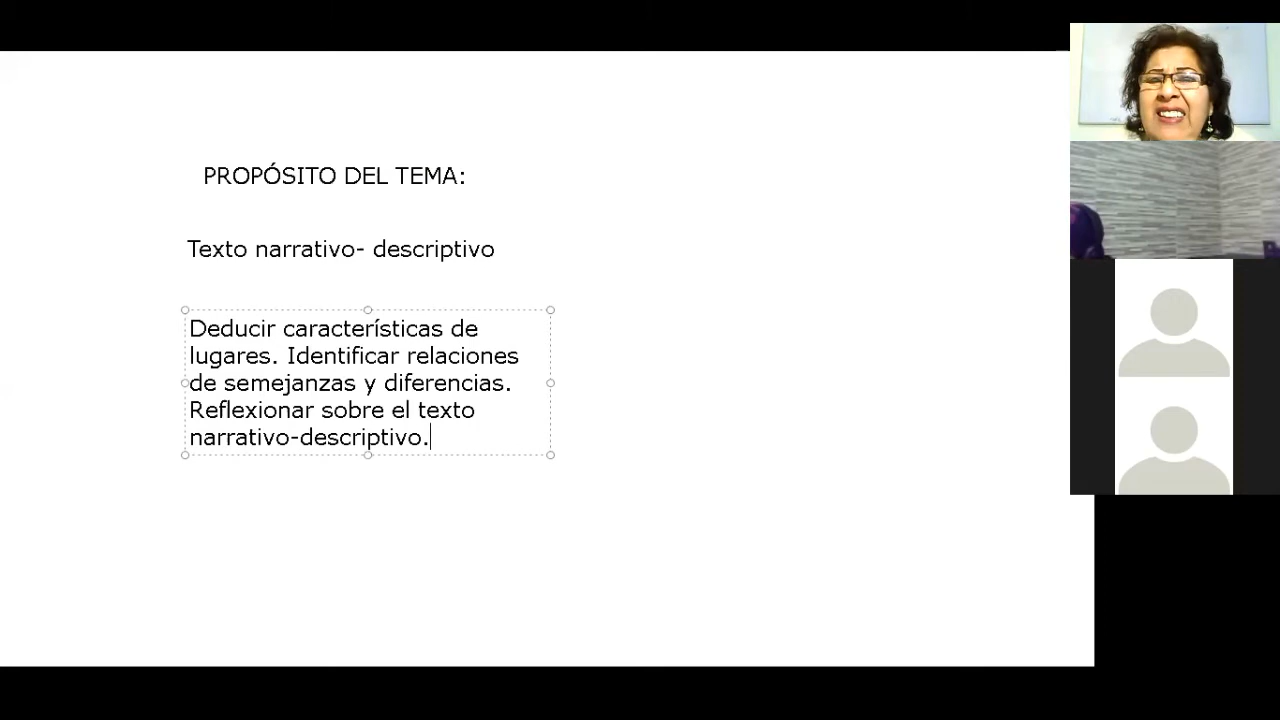 PROPÓSITO DEL TEMA:
Texto narrativo- descriptivo
Deducir características de
lugares. Identificar relaciones
de semejanzas y diferencias.
Reflexionar sobre el texto
narrativo-descriptivo.